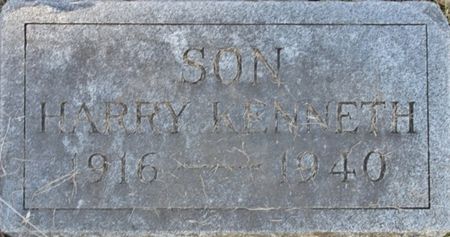 SON
HARRY KENNETH
1916 — 1940